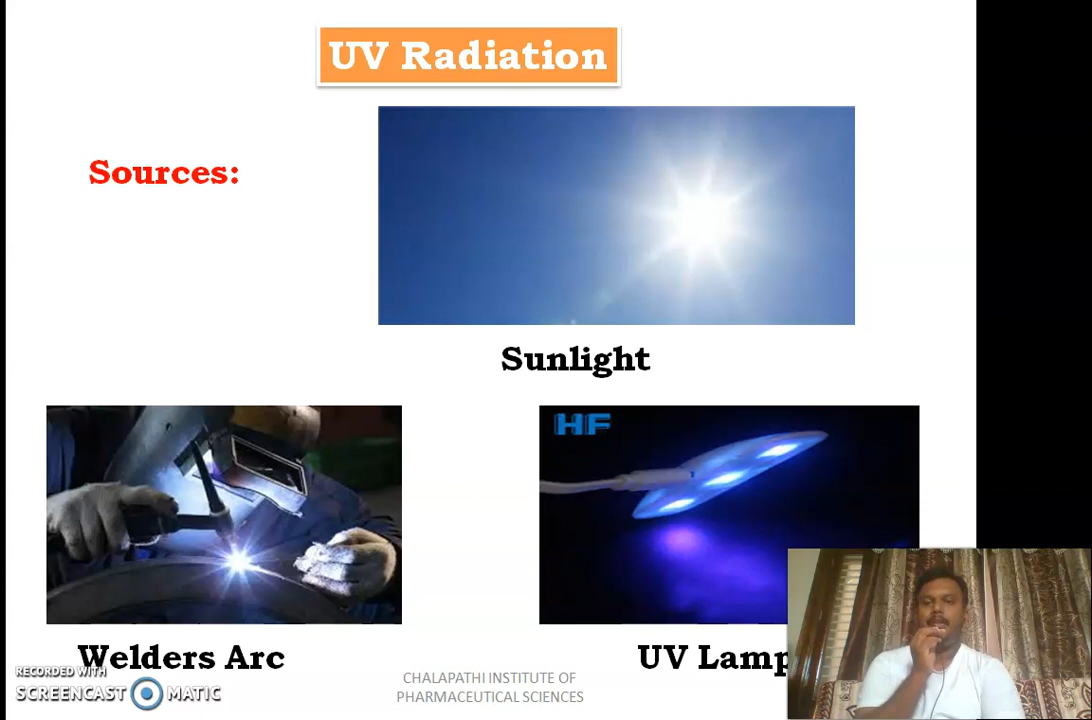 UV Radiation
Sources:
Sunlight
HF
Welders Arc
UV Lamp
RECORDED WITH
SCREENCAST MATIC
CHALAPATHI INSTITUTE OF
PHARMACEUTICAL SCIENCES